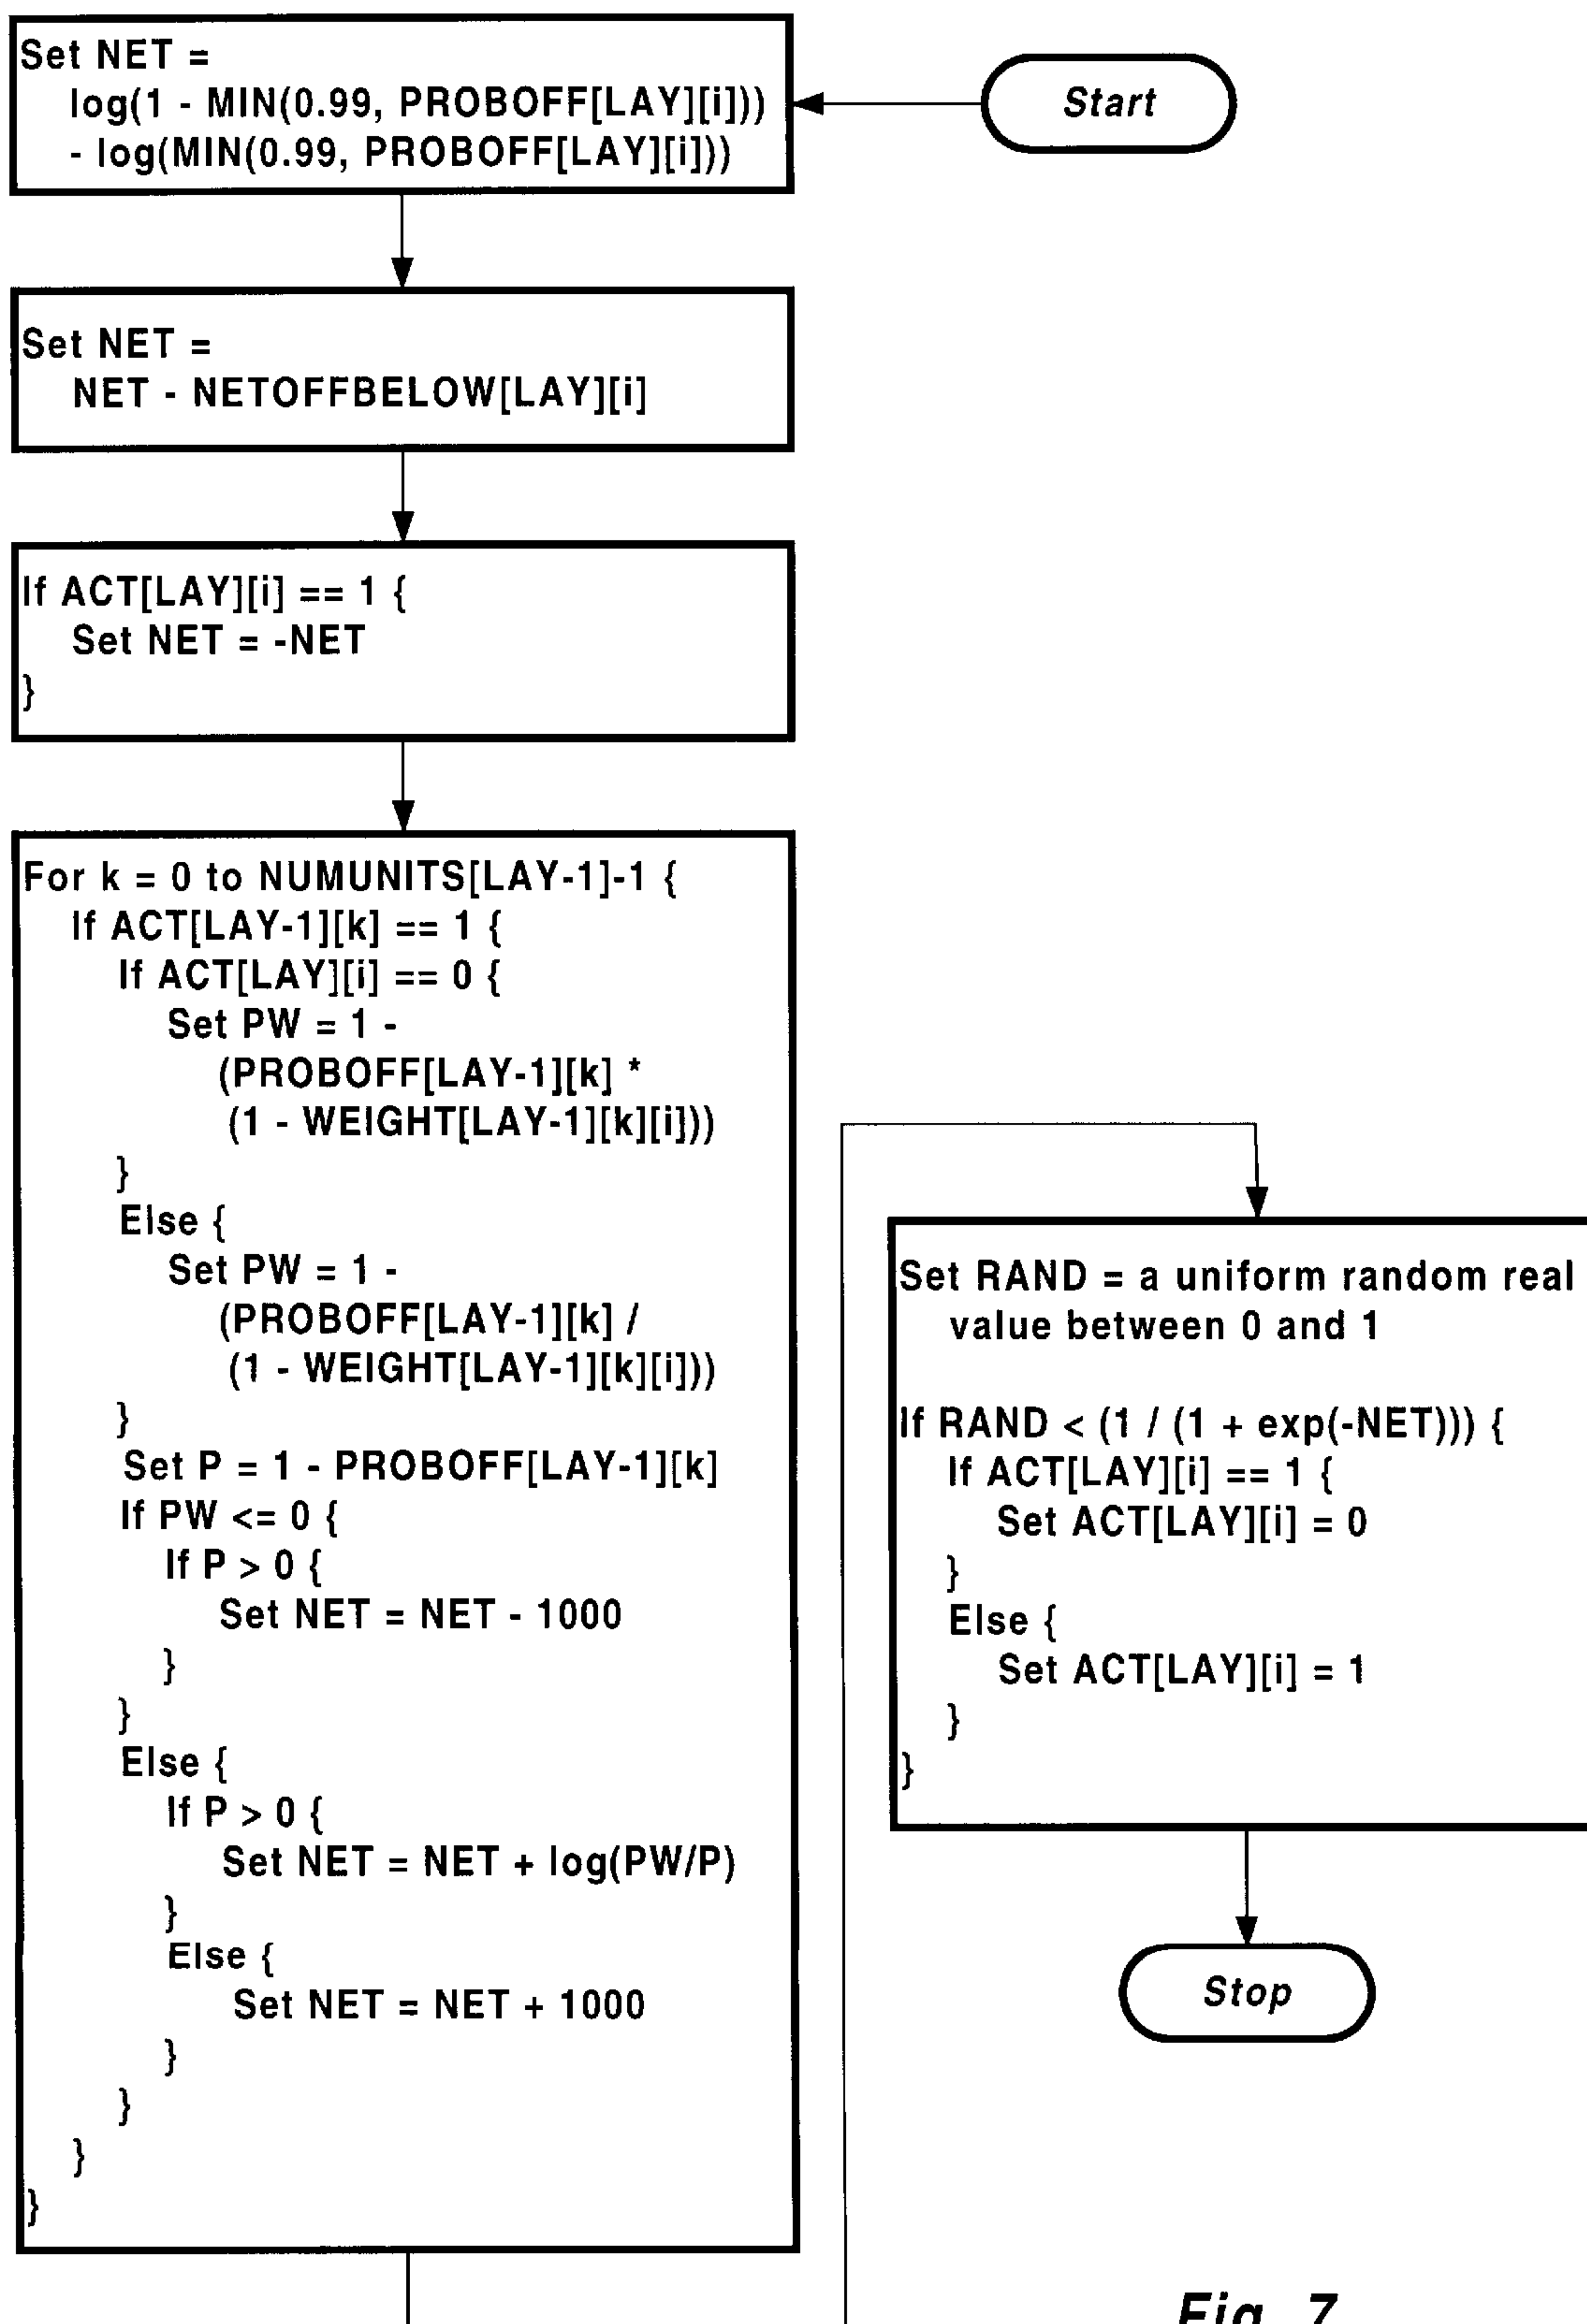 Start
Set NET =
log(1 - MIN(0.99, PROBOFF[LAY][i]))
- log(MIN(0.99, PROBOFF[LAY][i]))
Set NET =
NET - NETOFFBELOW[LAY][i]
If ACT[LAY][i] == 1 {
Set NET = -NET
}
For k = 0 to NUMUNITS[LAY-1]-1 {
If ACT[LAY-1][k] == 1 {
If ACT[LAY][i] == 0 {
Set PW = 1 -
(PROBOFF[LAY-1][k] *
(1 - WEIGHT[LAY-1][k][i]))
}
Else {
Set PW = 1 -
(PROBOFF[LAY-1][k] /
(1 - WEIGHT[LAY-1][k][i]))
}
Set P = 1 - PROBOFF[LAY-1][k]
If PW <= 0 {
If P > 0 {
Set NET = NET - 1000
}
}
Else {
If P > 0 {
Set NET = NET + log(PW/P)
}
Else {
Set NET = NET + 1000
}
}
}
}
Set RAND = a uniform random real
value between 0 and 1
If RAND < (1 / (1 + exp(-NET))) {
If ACT[LAY][i] == 1 {
Set ACT[LAY][i] = 0
}
Else {
Set ACT[LAY][i] = 1
}
}
Stop
Fig. 7